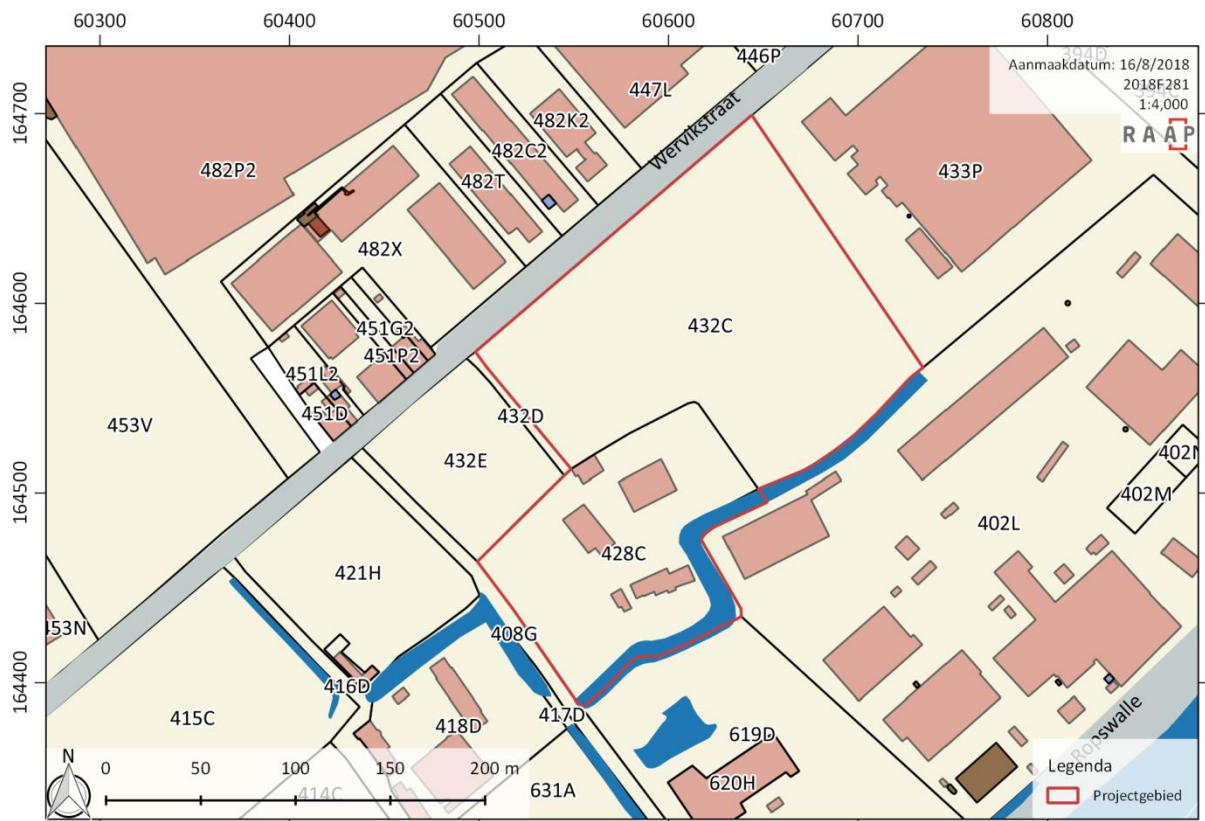 60300 60400 60500 60600 60700 60800
164700
164600
164500
164400
Aanmaakdatum: 16/8/2018
2018F281
1:4,000
RAAP
394D
394C
446P
447L
Wervikstraat
482K2
482C2
482T
482P2
433P
482X
432C
451G2
451P2
451L2
451D
453V
432D
432E
402N
402M
402L
428C
421H
453N
408G
416D
415C
418D
417D
619D
620H
631A
414C
Ropswalle
N
0 50 100 150 200 m
Legenda
Projectgebied